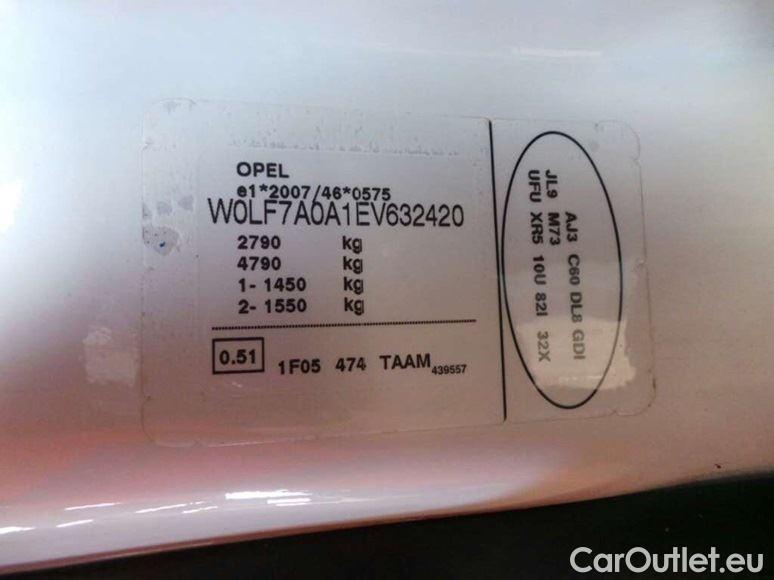 OPEL
e1*2007/46*0575
W0LF7A0A1EV632420
2790 kg
4790 kg
1- 1450 kg
2- 1550 kg
0.51 1F05 474 TAAM 439557
AJ3 C60 DL8 GDI
JL9 M73
UFU XR5 10U 82I 32X
CarOutlet.eu